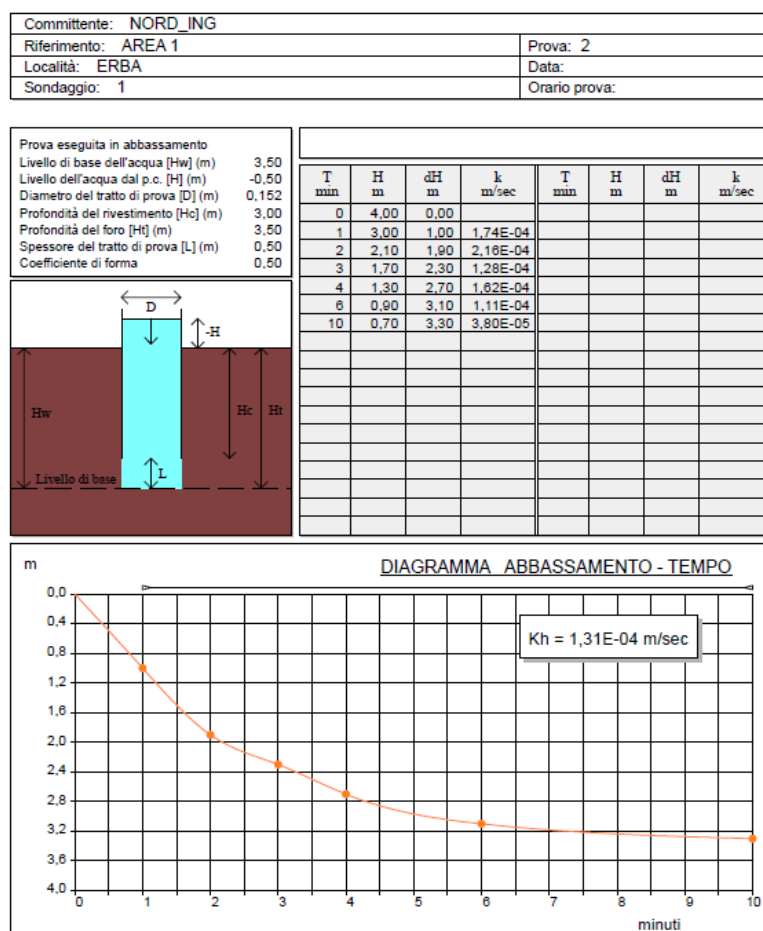 Committente: NORD_ING
Riferimento: AREA 1 Prova: 2
Località: ERBA Data:
Sondaggio: 1 Orario prova:
Prova eseguita in abbassamento
Livello di base dell'acqua [Hw] (m) 3,50
Livello dell'acqua dal p.c. [H] (m) -0,50
Diametro del tratto di prova [D] (m) 0,152
Profondità del rivestimento [Hc] (m) 3,00
Profondità del foro [Ht] (m) 3,50
Spessore del tratto di prova [L] (m) 0,50
Coefficiente di forma 0,50
D
-H
Hw
Hc
Ht
L
Livello di base
T H dH k T H dH k
min m m m/sec min m m m/sec
0 4,00 0,00
1 3,00 1,00 1,74E-04
2 2,10 1,90 2,16E-04
3 1,70 2,30 1,28E-04
4 1,30 2,70 1,62E-04
6 0,90 3,10 1,11E-04
10 0,70 3,30 3,80E-05
m
DIAGRAMMA ABBASSAMENTO - TEMPO
Kh = 1,31E-04 m/sec
0,0
0,4
0,8
1,2
1,6
2,0
2,4
2,8
3,2
3,6
4,0
0 1 2 3 4 5 6 7 8 9 10
minuti